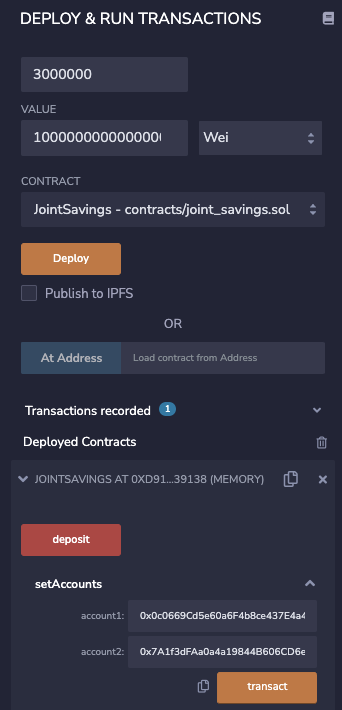 DEPLOY & RUN TRANSACTIONS
3000000
VALUE
100000000000000
Wei
CONTRACT
JointSavings - contracts/joint_savings.sol
Deploy
Publish to IPFS
OR
At Address
Load contract from Address
Transactions recorded 1
Deployed Contracts
JOINTSAVINGS AT 0XD91...39138 (MEMORY)
deposit
setAccounts
account1: 0x0c0669Cd5e60a6F4b8ce437E4a4
account2: 0x7A1f3dFAa0a4a19844B606CD6e
transact